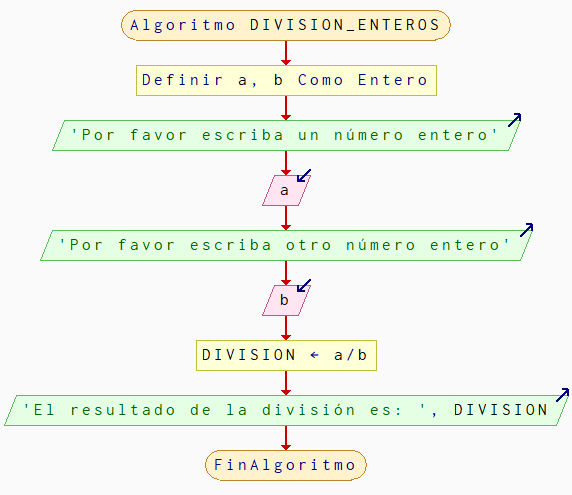 Algoritmo DIVISION_ENTEROS
Definir a, b Como Entero
'Por favor escriba un número entero'
a
'Por favor escriba otro número entero'
b
DIVISION ← a/b
'El resultado de la división es: ', DIVISION
FinAlgoritmo